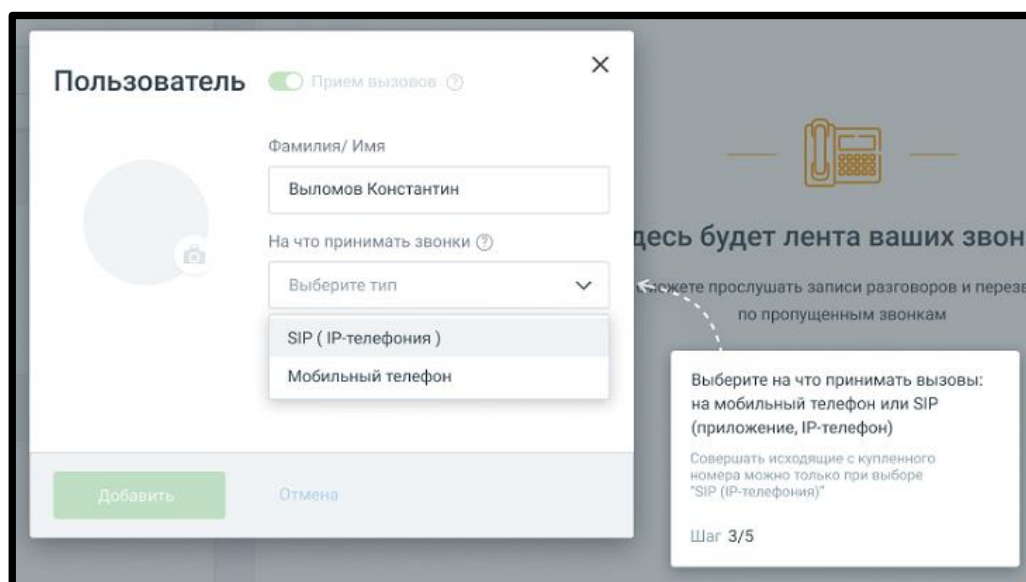 Пользователь
Прием вызовов
Фамилия/ Имя
Выломов Константин
На что принимать звонки
Выберите тип
SIP ( IP-телефония )
Мобильный телефон
Добавить
Отмена
десь будет лента ваших звон
можете прослушать записи разговоров и перезв
по пропущенным звонкам
Выберите на что принимать вызовы:
на мобильный телефон или SIP
(приложение, IP-телефон)
Совершать исходящие с купленного
номера можно только при выборе
"SIP (IP-телефония)"
Шаг 3/5